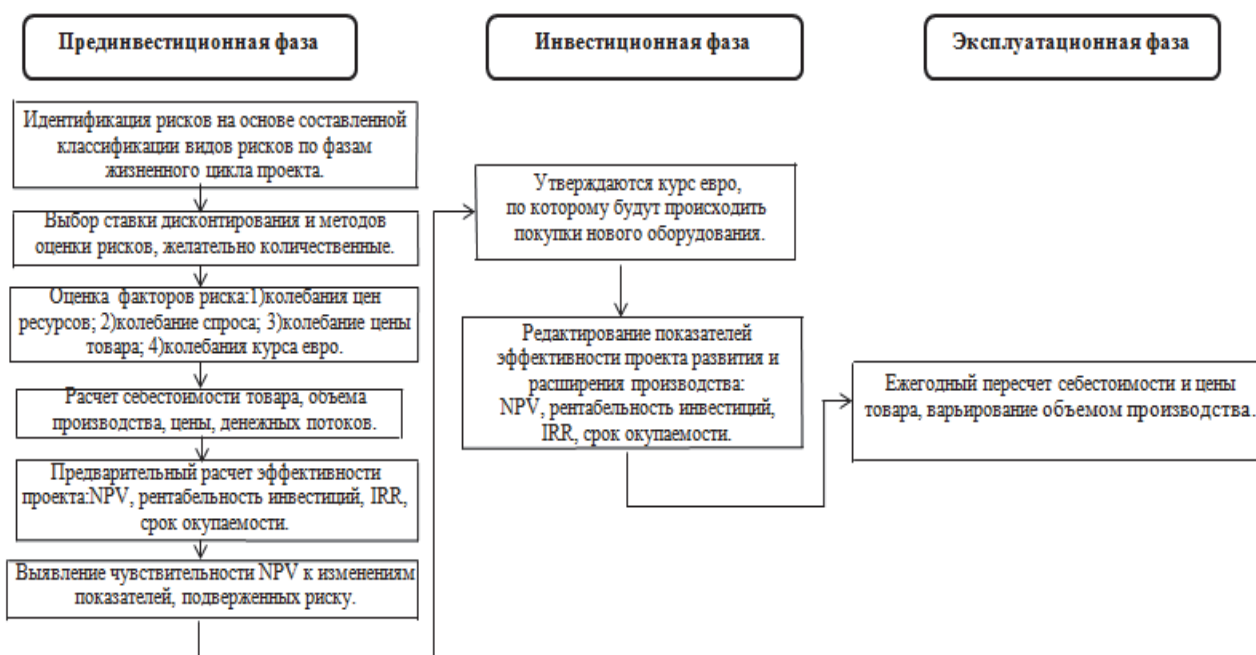 Прединвестиционная фаза
Идентификация рисков на основе составленной
классификации видов рисков по фазам
жизненного цикла проекта.
Выбор ставки дисконтирования и методов
оценки рисков, желательно количественные.
Оценка факторов риска:1)колебания цен
ресурсов; 2)колебание спроса; 3)колебание цены
товара; 4)колебания курса евро.
Расчет себестоимости товара, объема
производства, цены, денежных потоков.
Предварительный расчет эффективности
проекта:NPV, рентабельность инвестиций, IRR,
срок окупаемости.
Выявление чувствительности NPV к изменениям
показателей, подверженных риску.
Инвестиционная фаза
Утверждаются курс евро,
по которому будут происходить
покупки нового оборудования.
Редактирование показателей
эффективности проекта развития и
расширения производства:
NPV, рентабельность инвестиций,
IRR, срок окупаемости.
Эксплуатационная фаза
Ежегодный пересчет себестоимости и цены
товара, варьирование объемом производства.